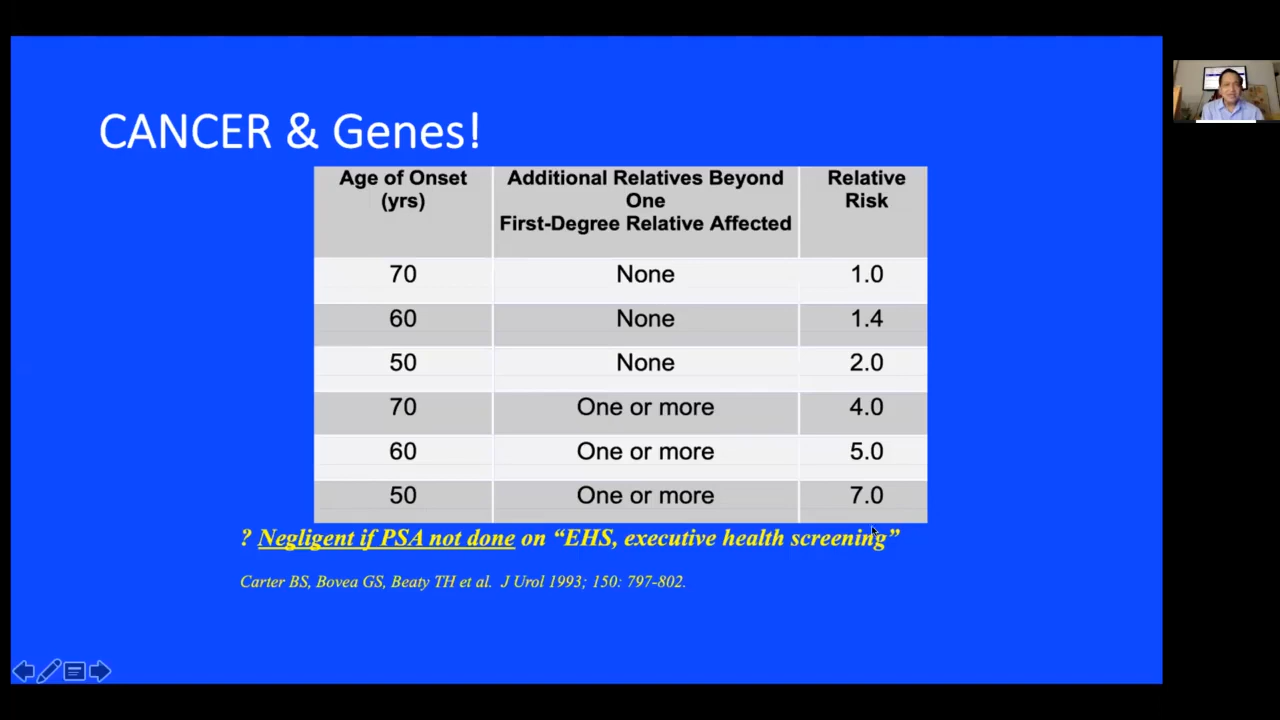 CANCER & Genes!
Age of Onset
(yrs)
Additional Relatives Beyond
One
First-Degree Relative Affected
Relative
Risk
70 None 1.0
60 None 1.4
50 None 2.0
70 One or more 4.0
60 One or more 5.0
50 One or more 7.0
? Negligent if PSA not done on “EHS, executive health screening”
Carter BS, Bovea GS, Beaty TH et al. J Urol 1993; 150: 797-802.